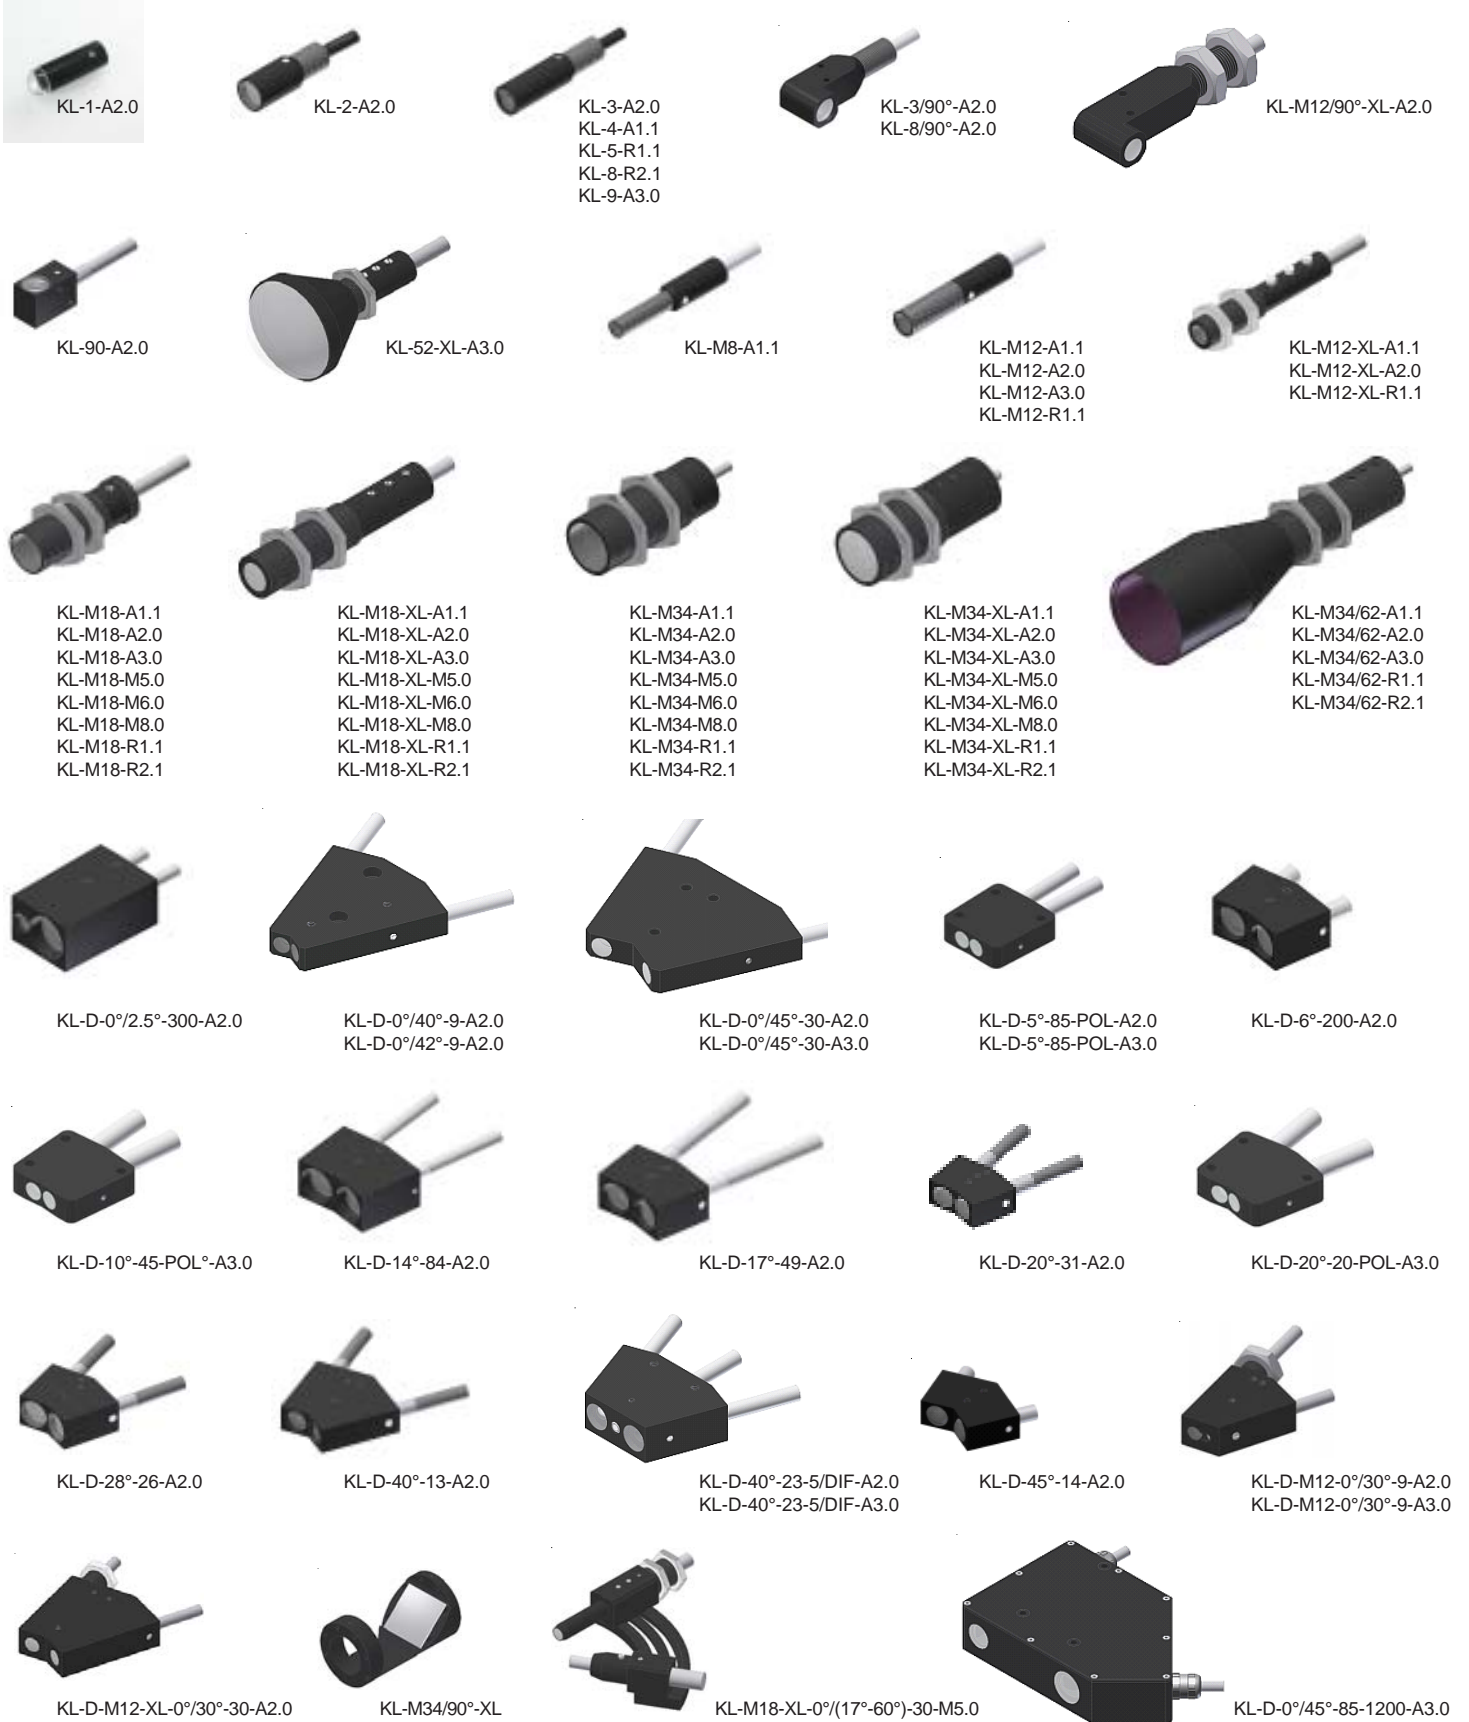 KL-1-A2.0
KL-2-A2.0
KL-3-A2.0
KL-4-A1.1
KL-5-R1.1
KL-8-R2.1
KL-9-A3.0
KL-3/90°-A2.0
KL-8/90°-A2.0
KL-M12/90°-XL-A2.0
KL-90-A2.0
KL-52-XL-A3.0
KL-M8-A1.1
KL-M12-A1.1
KL-M12-A2.0
KL-M12-A3.0
KL-M12-R1.1
KL-M12-XL-A1.1
KL-M12-XL-A2.0
KL-M12-XL-R1.1
KL-M18-A1.1
KL-M18-A2.0
KL-M18-A3.0
KL-M18-M5.0
KL-M18-M6.0
KL-M18-M8.0
KL-M18-R1.1
KL-M18-R2.1
KL-M18-XL-A1.1
KL-M18-XL-A2.0
KL-M18-XL-A3.0
KL-M18-XL-M5.0
KL-M18-XL-M6.0
KL-M18-XL-M8.0
KL-M18-XL-R1.1
KL-M18-XL-R2.1
KL-M34-A1.1
KL-M34-A2.0
KL-M34-A3.0
KL-M34-M5.0
KL-M34-M6.0
KL-M34-M8.0
KL-M34-R1.1
KL-M34-R2.1
KL-M34-XL-A1.1
KL-M34-XL-A2.0
KL-M34-XL-A3.0
KL-M34-XL-M5.0
KL-M34-XL-M6.0
KL-M34-XL-M8.0
KL-M34-XL-R1.1
KL-M34-XL-R2.1
KL-M34/62-A1.1
KL-M34/62-A2.0
KL-M34/62-A3.0
KL-M34/62-R1.1
KL-M34/62-R2.1
KL-D-0°/2.5°-300-A2.0
KL-D-0°/40°-9-A2.0
KL-D-0°/42°-9-A2.0
KL-D-0°/45°-30-A2.0
KL-D-0°/45°-30-A3.0
KL-D-5°-85-POL-A2.0
KL-D-5°-85-POL-A3.0
KL-D-6°-200-A2.0
KL-D-10°-45-POL°-A3.0
KL-D-14°-84-A2.0
KL-D-17°-49-A2.0
KL-D-20°-31-A2.0
KL-D-20°-20-POL-A3.0
KL-D-28°-26-A2.0
KL-D-40°-13-A2.0
KL-D-40°-23-5/DIF-A2.0
KL-D-40°-23-5/DIF-A3.0
KL-D-45°-14-A2.0
KL-D-M12-0°/30°-9-A2.0
KL-D-M12-0°/30°-9-A3.0
KL-D-M12-XL-0°/30°-30-A2.0
KL-M34/90°-XL
KL-M18-XL-0°/(17°-60°)-30-M5.0
KL-D-0°/45°-85-1200-A3.0